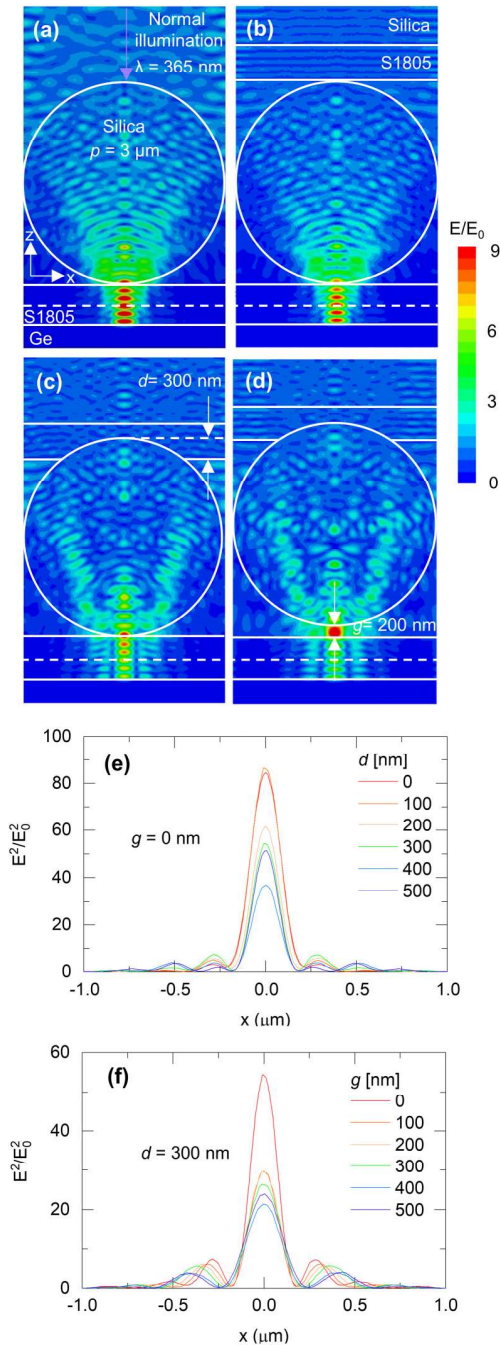 (a)
Normal
illumination
λ = 365 nm
Silica
p = 3 μm
z
x
S1805
Ge
(b)
Silica
S1805
E/E₀
9
6
3
0
(c)
d= 300 nm
(d)
g= 200 nm
(e)
100
80
60
40
20
0
E²/E₀²
g = 0 nm
d [nm]
0
100
200
300
400
500
-1.0
-0.5
0.0
0.5
1.0
x (μm)
(f)
60
40
20
0
E²/E₀²
d = 300 nm
g [nm]
0
100
200
300
400
500
-1.0
-0.5
0.0
0.5
1.0
x (μm)